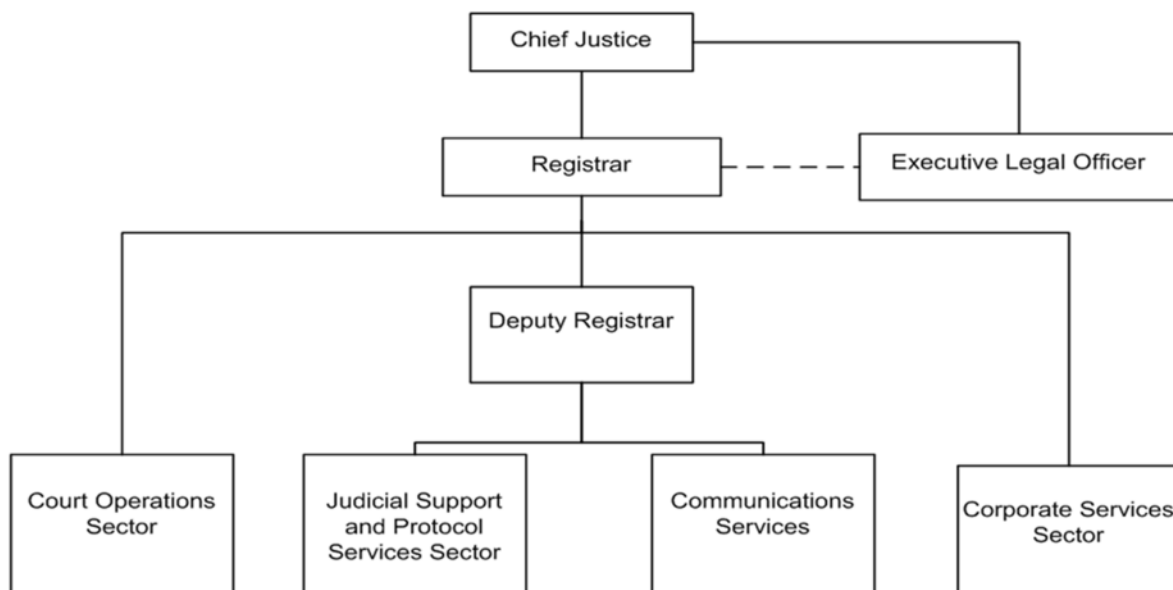 Chief Justice
Registrar
Executive Legal Officer
Deputy Registrar
Court Operations
Sector
Judicial Support
and Protocol
Services Sector
Communications
Services
Corporate Services
Sector